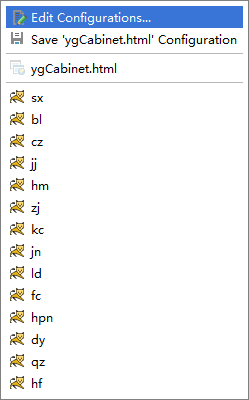 Edit Configurations...
Save 'ygCabinet.html' Configuration
ygCabinet.html
sx
bl
cz
jj
hm
zj
kc
jn
ld
fc
hpn
dy
qz
hf